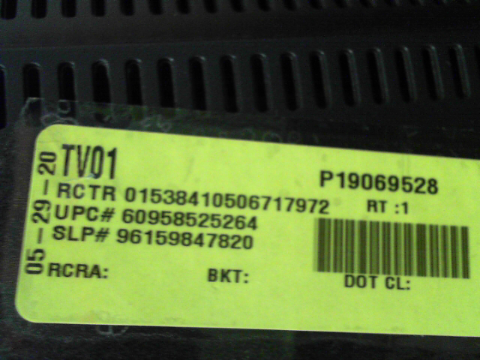 05-29-20
TV01
P19069528
RCTR 01538410506717972
RT :1
UPC# 60958525264
SLP# 96159847820
RCRA:
BKT:
DOT CL: